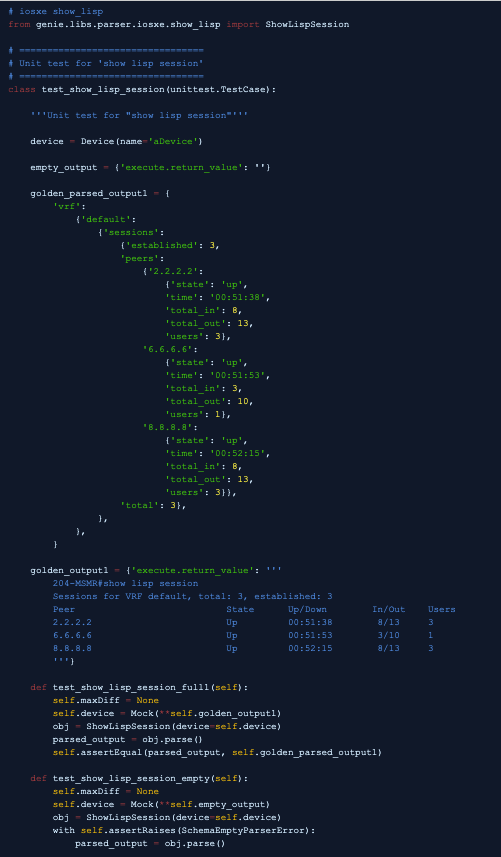 # iosxe show_lisp
from genie.libs.parser.iosxe.show_lisp import ShowLispSession
# =================================
# Unit test for 'show lisp session'
# =================================
class test_show_lisp_session(unittest.TestCase):
'''Unit test for "show lisp session"'''
device = Device(name='aDevice')
empty_output = {'execute.return_value': ''}
golden_parsed_output1 = {
'vrf':
{'default':
{'sessions':
{'established': 3,
'peers':
{'2.2.2.2':
{'state': 'up',
'time': '00:51:38',
'total_in': 8,
'total_out': 13,
'users': 3},
'6.6.6.6':
{'state': 'up',
'time': '00:51:53',
'total_in': 3,
'total_out': 10,
'users': 1},
'8.8.8.8':
{'state': 'up',
'time': '00:52:15',
'total_in': 8,
'total_out': 13,
'users': 3}},
'total': 3},
},
},
}
golden_output1 = {'execute.return_value': '''
204-MSMR#show lisp session
Sessions for VRF default, total: 3, established: 3
Peer State Up/Down In/Out Users
2.2.2.2 Up 00:51:38 8/13 3
6.6.6.6 Up 00:51:53 3/10 1
8.8.8.8 Up 00:52:15 8/13 3
'''}
def test_show_lisp_session_full1(self):
self.maxDiff = None
self.device = Mock(**self.golden_output1)
obj = ShowLispSession(device=self.device)
parsed_output = obj.parse()
self.assertEqual(parsed_output, self.golden_parsed_output1)
def test_show_lisp_session_empty(self):
self.maxDiff = None
self.device = Mock(**self.empty_output)
obj = ShowLispSession(device=self.device)
with self.assertRaises(SchemaEmptyParserError):
parsed_output = obj.parse()